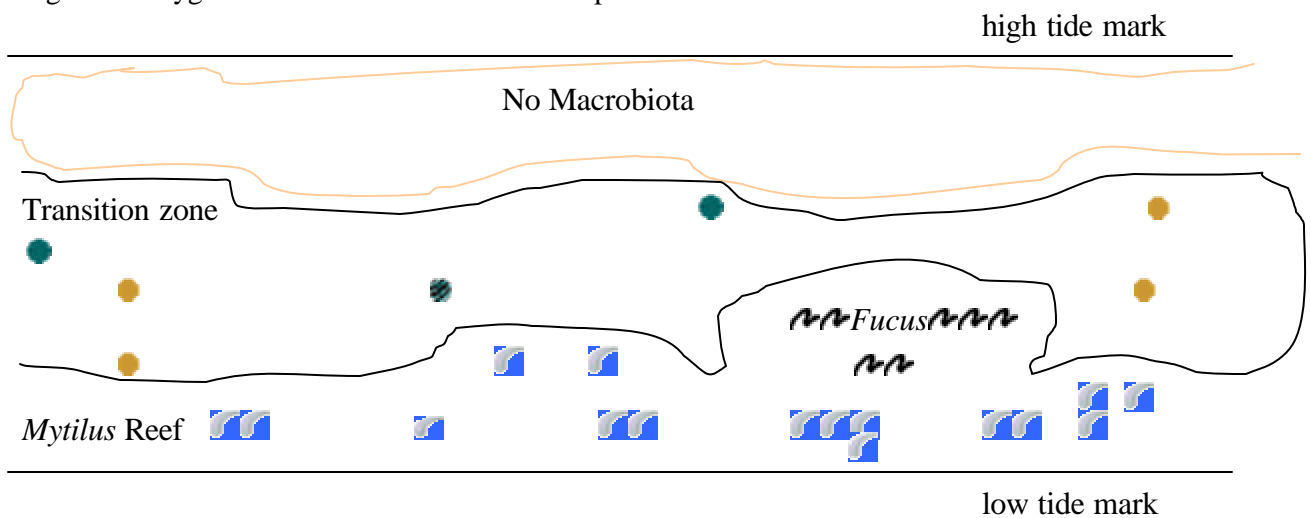 high tide mark
No Macrobiota
Transition zone
Fucus
Mytilus Reef
low tide mark